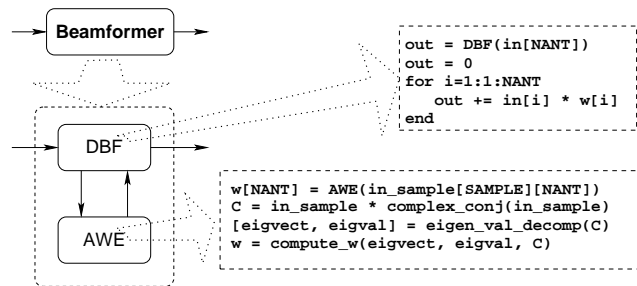 Beamformer
out = DBF(in[NANT])
out = 0
for i=1:1:NANT
out += in[i] * w[i]
end
DBF
AWE
w[NANT] = AWE(in_sample[SAMPLE][NANT])
C = in_sample * complex_conj(in_sample)
[eigvect, eigval] = eigen_val_decomp(C)
w = compute_w(eigvect, eigval, C)